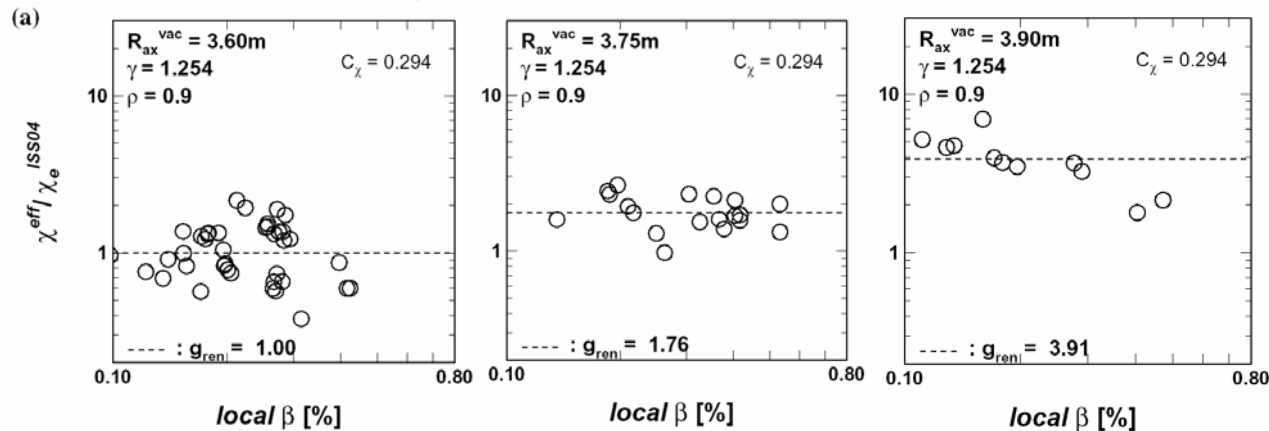 (a)
R_ax^vac = 3.60m
γ = 1.254
ρ = 0.9
C_χ = 0.294
10
1
χ^eff / χ_e^ISS04
----- : g_ren = 1.00
0.10 0.80
local β [%]
R_ax^vac = 3.75m
γ = 1.254
ρ = 0.9
C_χ = 0.294
10
1
----- : g_ren = 1.76
0.10 0.80
local β [%]
R_ax^vac = 3.90m
γ = 1.254
ρ = 0.9
C_χ = 0.294
10
1
----- : g_ren = 3.91
0.10 0.80
local β [%]